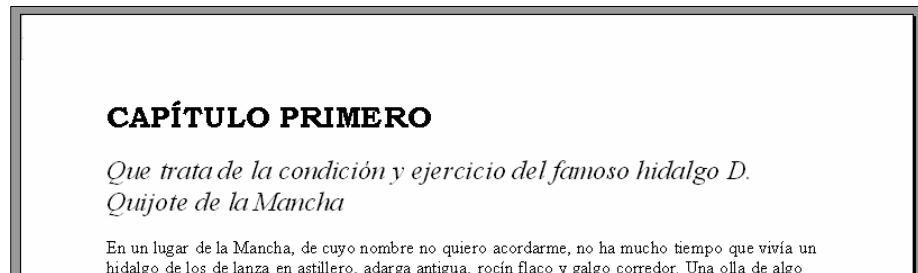 CAPÍTULO PRIMERO
Que trata de la condición y ejercicio del famoso hidalgo D.
Quijote de la Mancha
En un lugar de la Mancha, de cuyo nombre no quiero acordarme, no ha mucho tiempo que vivía un
hidalgo de los de lanza en astillero, adarga antigua, rocín flaco y galgo corredor. Una olla de algo